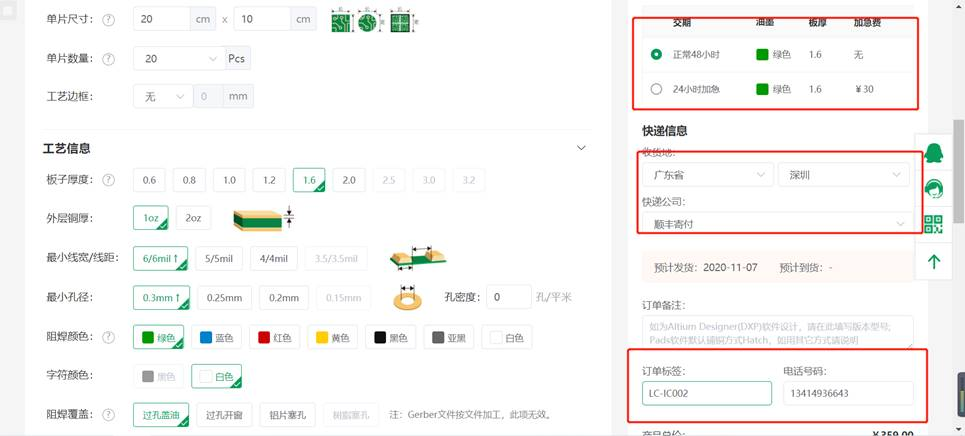 单片尺寸: ? 20 cm x 10 cm
单片数量: ? 20 Pcs
工艺边框: 无 0 mm
工艺信息
板子厚度: ? 0.6 0.8 1.0 1.2 1.6 2.0 2.5 3.0 3.2
外层铜厚: 1oz 2oz
最小线宽/线距: 6/6mil↑ 5/5mil 4/4mil 3.5/3.5mil
最小孔径: 0.3mm↑ 0.25mm 0.2mm 0.15mm 孔密度: 0 孔/平米
阻焊颜色: ? 绿色 蓝色 红色 黄色 黑色 亚黑 白色
字符颜色: 黑色 白色
阻焊覆盖: ? 过孔盖油 过孔开窗 铝片塞孔 树脂塞孔 注: Gerber文件按文件加工,此项无效。
交期 油墨 板厚 加急费
正常48小时 绿色 1.6 无
24小时加急 绿色 1.6 ¥30
快递信息
收货地:
广东省 深圳
快递公司:
顺丰寄付
预计发货: 2020-11-07 预计到货: -
订单备注:
如为Altium Designer(DXP)软件设计, 请在此填写版本型号;
Pads软件默认铺铜方式Hatch, 如用其它方式请说明
订单标签: 电话号码:
LC-IC002 13414936643
产品总价: ¥359.00